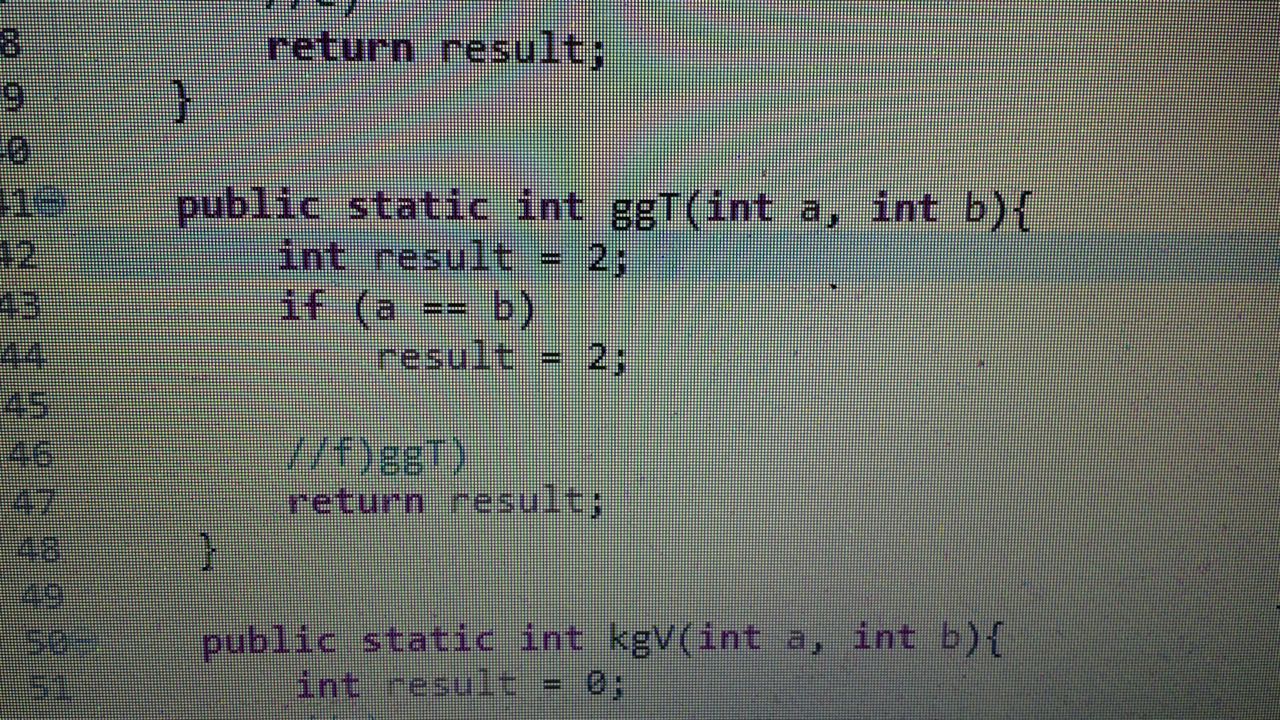 8 return result;
9 }
0
41 public static int ggT(int a, int b){
42 int result = 2;
43 if (a == b)
44 result = 2;
45
46 //f)ggT)
47 return result;
48 }
49
50 public static int kgV(int a, int b){
51 int result = 0;